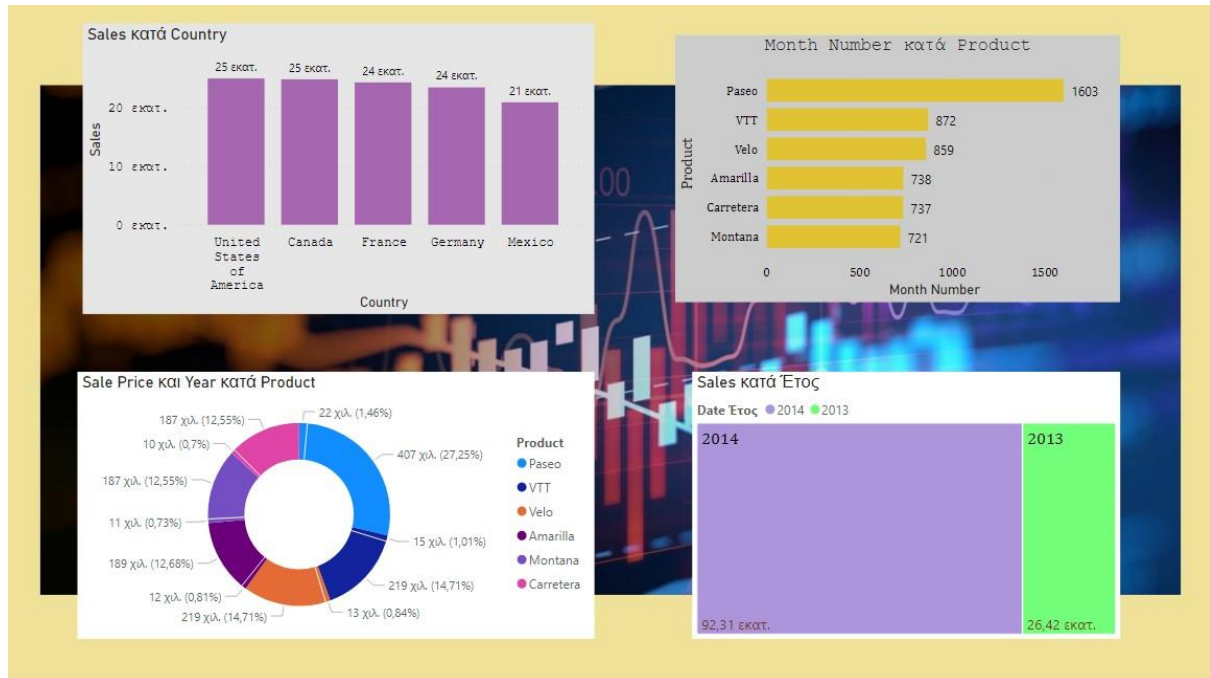 Sales κατά Country
25 εκατ.
25 εκατ.
24 εκατ.
24 εκατ.
21 εκατ.
20 εκατ.
10 εκατ.
0 εκατ.
Sales
United
States
of
America
Canada
France
Germany
Mexico
Country
Month Number κατά Product
Product
Paseo 1603
VTT 872
Velo 859
Amarilla 738
Carretera 737
Montana 721
0 500 1000 1500
Month Number
Sale Price και Year κατά Product
22 χιλ. (1,46%)
407 χιλ. (27,25%)
15 χιλ. (1,01%)
219 χιλ. (14,71%)
13 χιλ. (0,84%)
219 χιλ. (14,71%)
12 χιλ. (0,81%)
189 χιλ. (12,68%)
11 χιλ. (0,73%)
187 χιλ. (12,55%)
10 χιλ. (0,7%)
187 χιλ. (12,55%)
Product
Paseo
VTT
Velo
Amarilla
Montana
Carretera
Sales κατά Έτος
Date Έτος 2014 2013
2014
92,31 εκατ.
2013
26,42 εκατ.